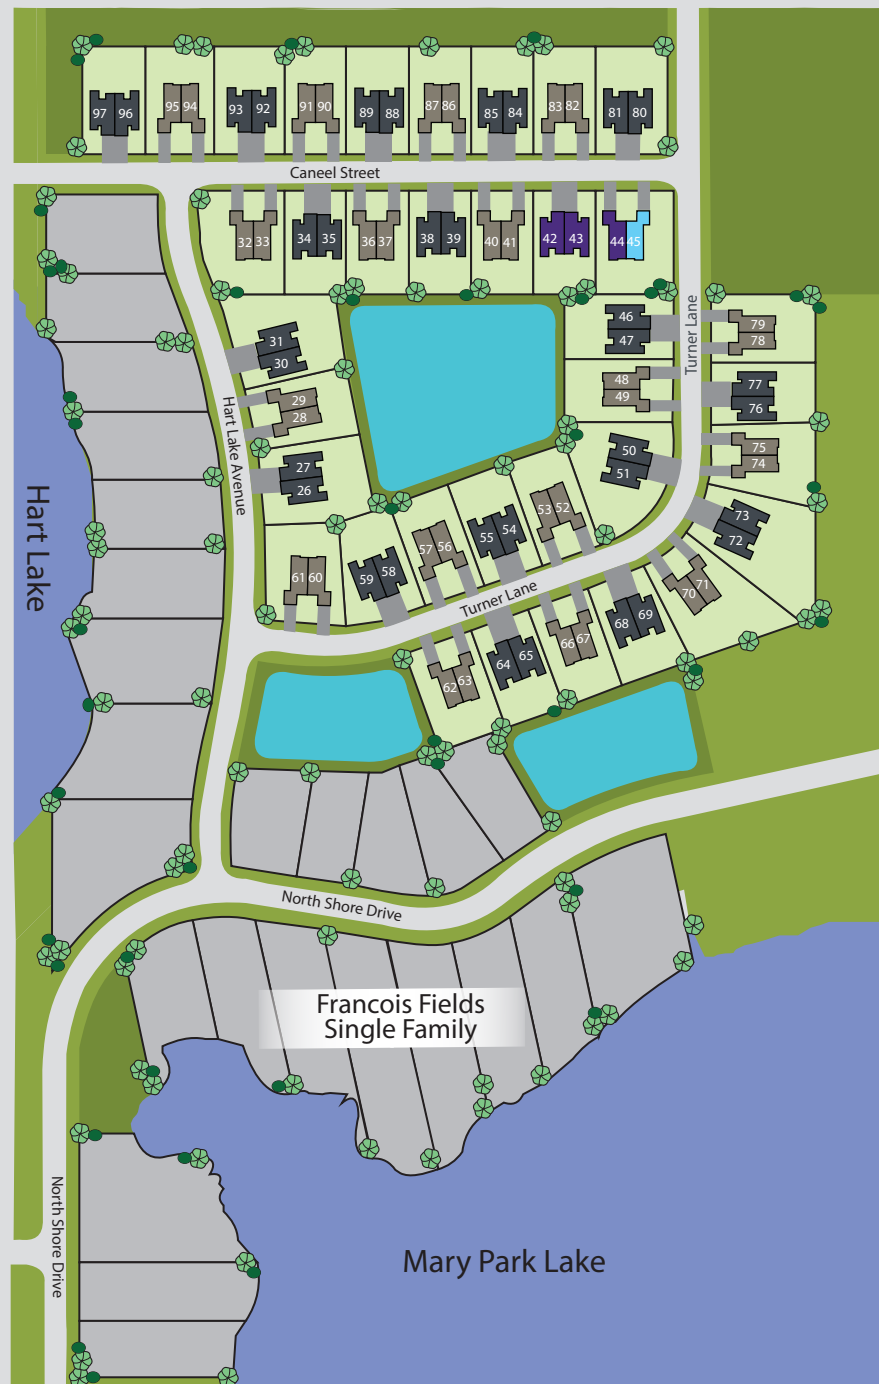 97 96 95 94 93 92 91 90 89 88 87 86 85 84 83 82 81 80
Caneel Street
32 33 34 35 36 37 38 39 40 41 42 43 44 45
31
30
29
28
27
26
Hart Lake Avenue
46
47
48
49
50
51
Turner Lane
79
78
77
76
75
74
73
72
61 60 59 58 57 56 55 54 53 52
Turner Lane
62 63 64 65 66 67 68 69 70 71
Hart Lake
North Shore Drive
Francois Fields
Single Family
North Shore Drive
Mary Park Lake